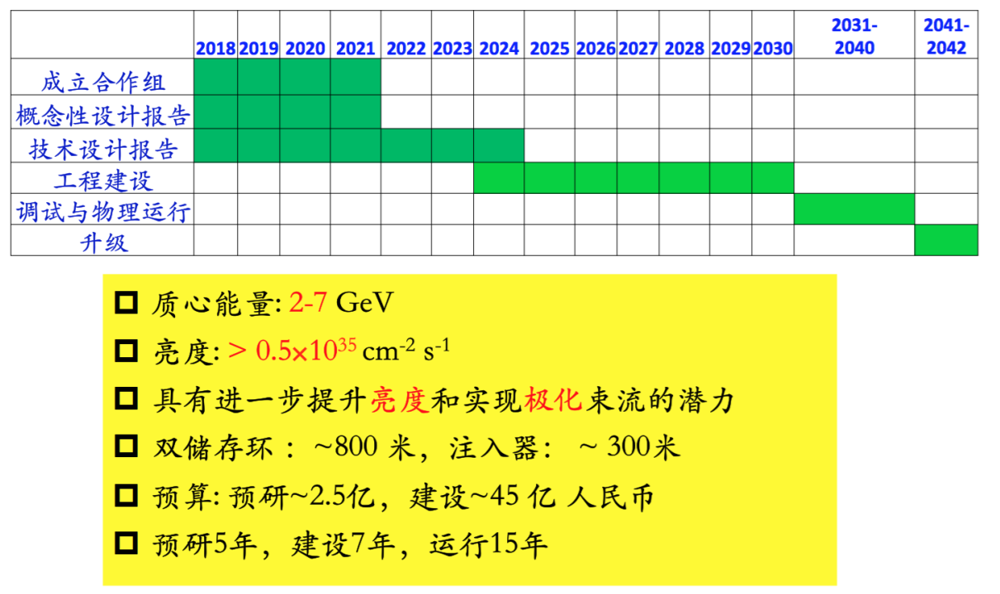 2031-
2041-
2018 2019 2020 2021 2022 2023 2024 2025 2026 2027 2028 2029 2030 2040 2042
成立合作组
概念性设计报告
技术设计报告
工程建设
调试与物理运行
升级
质心能量: 2-7 GeV
亮度: > 0.5×10³⁵ cm⁻² s⁻¹
具有进一步提升亮度和实现极化束流的潜力
双储存环 : ~800 米，注入器： ~ 300米
预算: 预研~2.5亿，建设~45 亿 人民币
预研5年，建设7年，运行15年